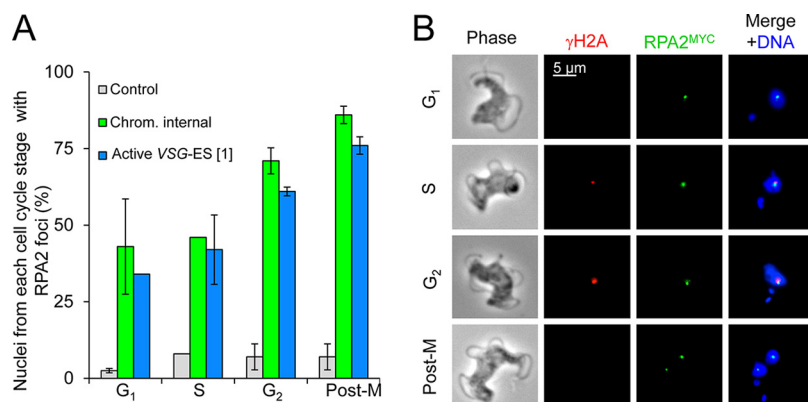 A
Nuclei from each cell cycle stage with
RPA2 foci (%)
100
75
50
25
0
Control
Chrom. internal
Active VSG-ES [1]
G₁
S
G₂
Post-M
B
Phase
γH2A
RPA2ᴹʸᶜ
Merge
+DNA
5 µm
G₁
S
G₂
Post-M